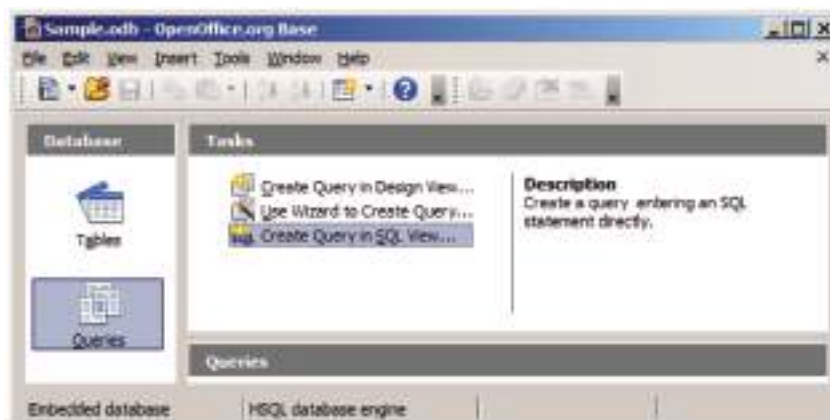 Sample.odb - OpenOffice.org Base
File Edit View Insert Tools Window Help
Database
Tables
Queries
Tasks
Create Query in Design View...
Use Wizard to Create Query...
SQL Create Query in SQL View...
Description
Create a query entering an SQL
statement directly.
Queries
Embedded database HSQL database engine